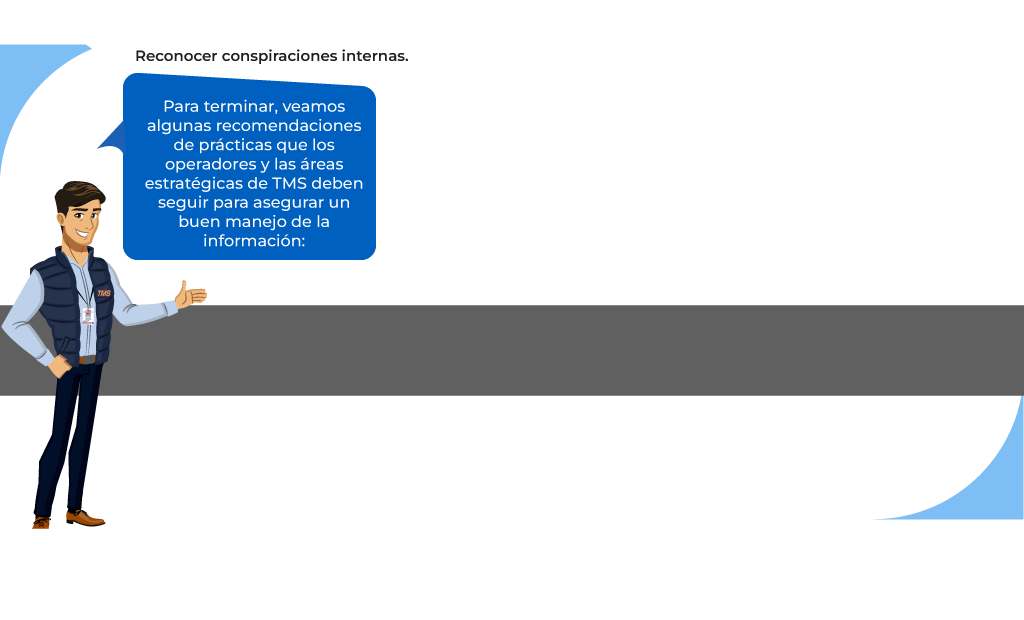 Reconocer conspiraciones internas.
Para terminar, veamos
algunas recomendaciones
de prácticas que los
operadores y las áreas
estratégicas de TMS deben
seguir para asegurar un
buen manejo de la
información:
TMS